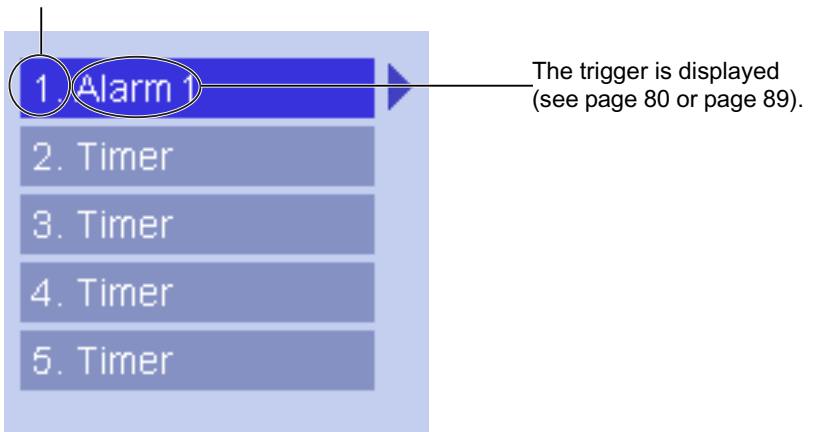 1. Alarm 1
The trigger is displayed
(see page 80 or page 89).
2. Timer
3. Timer
4. Timer
5. Timer